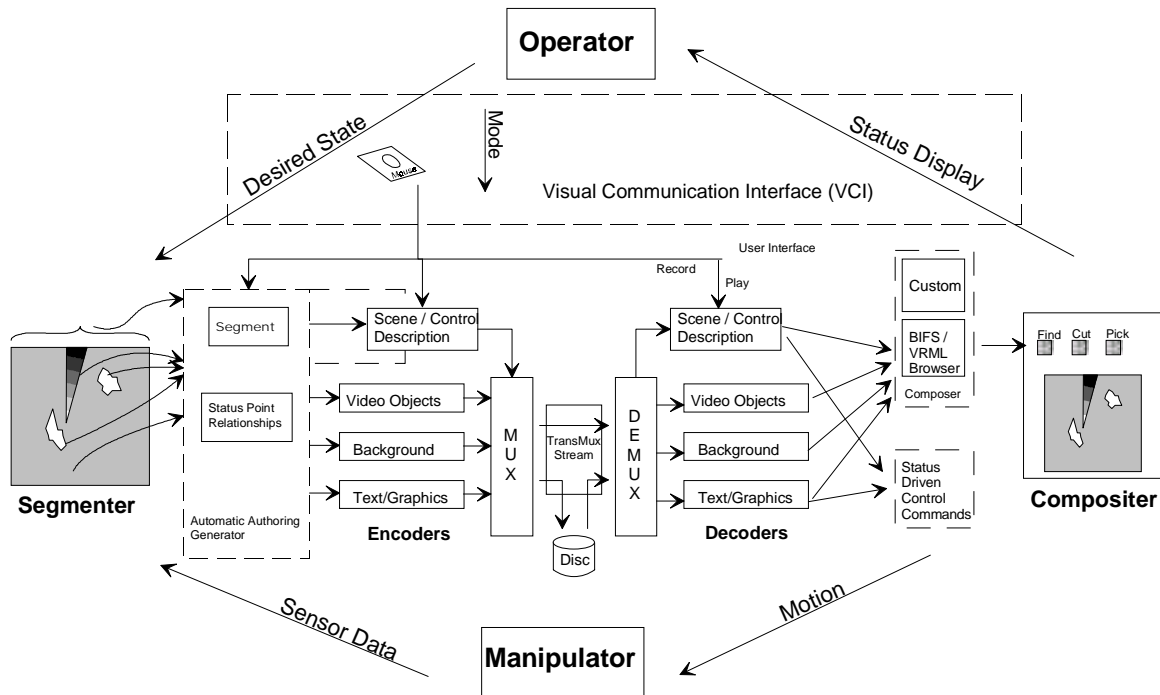 Operator
Desired State
Mode
Status Display
Mouse
Visual Communication Interface (VCI)
User Interface
Record
Play
Segment
Scene / Control
Description
Scene / Control
Description
Custom
BIFS /
VRML
Browser
Composer
Find
Cut
Pick
Status Point
Relationships
Video Objects
Background
Text/Graphics
MUX
TransMux
Stream
DEMUX
Video Objects
Background
Text/Graphics
Status
Driven
Control
Commands
Segmenter
Compositer
Automatic Authoring
Generator
Encoders
Decoders
Disc
Sensor Data
Motion
Manipulator